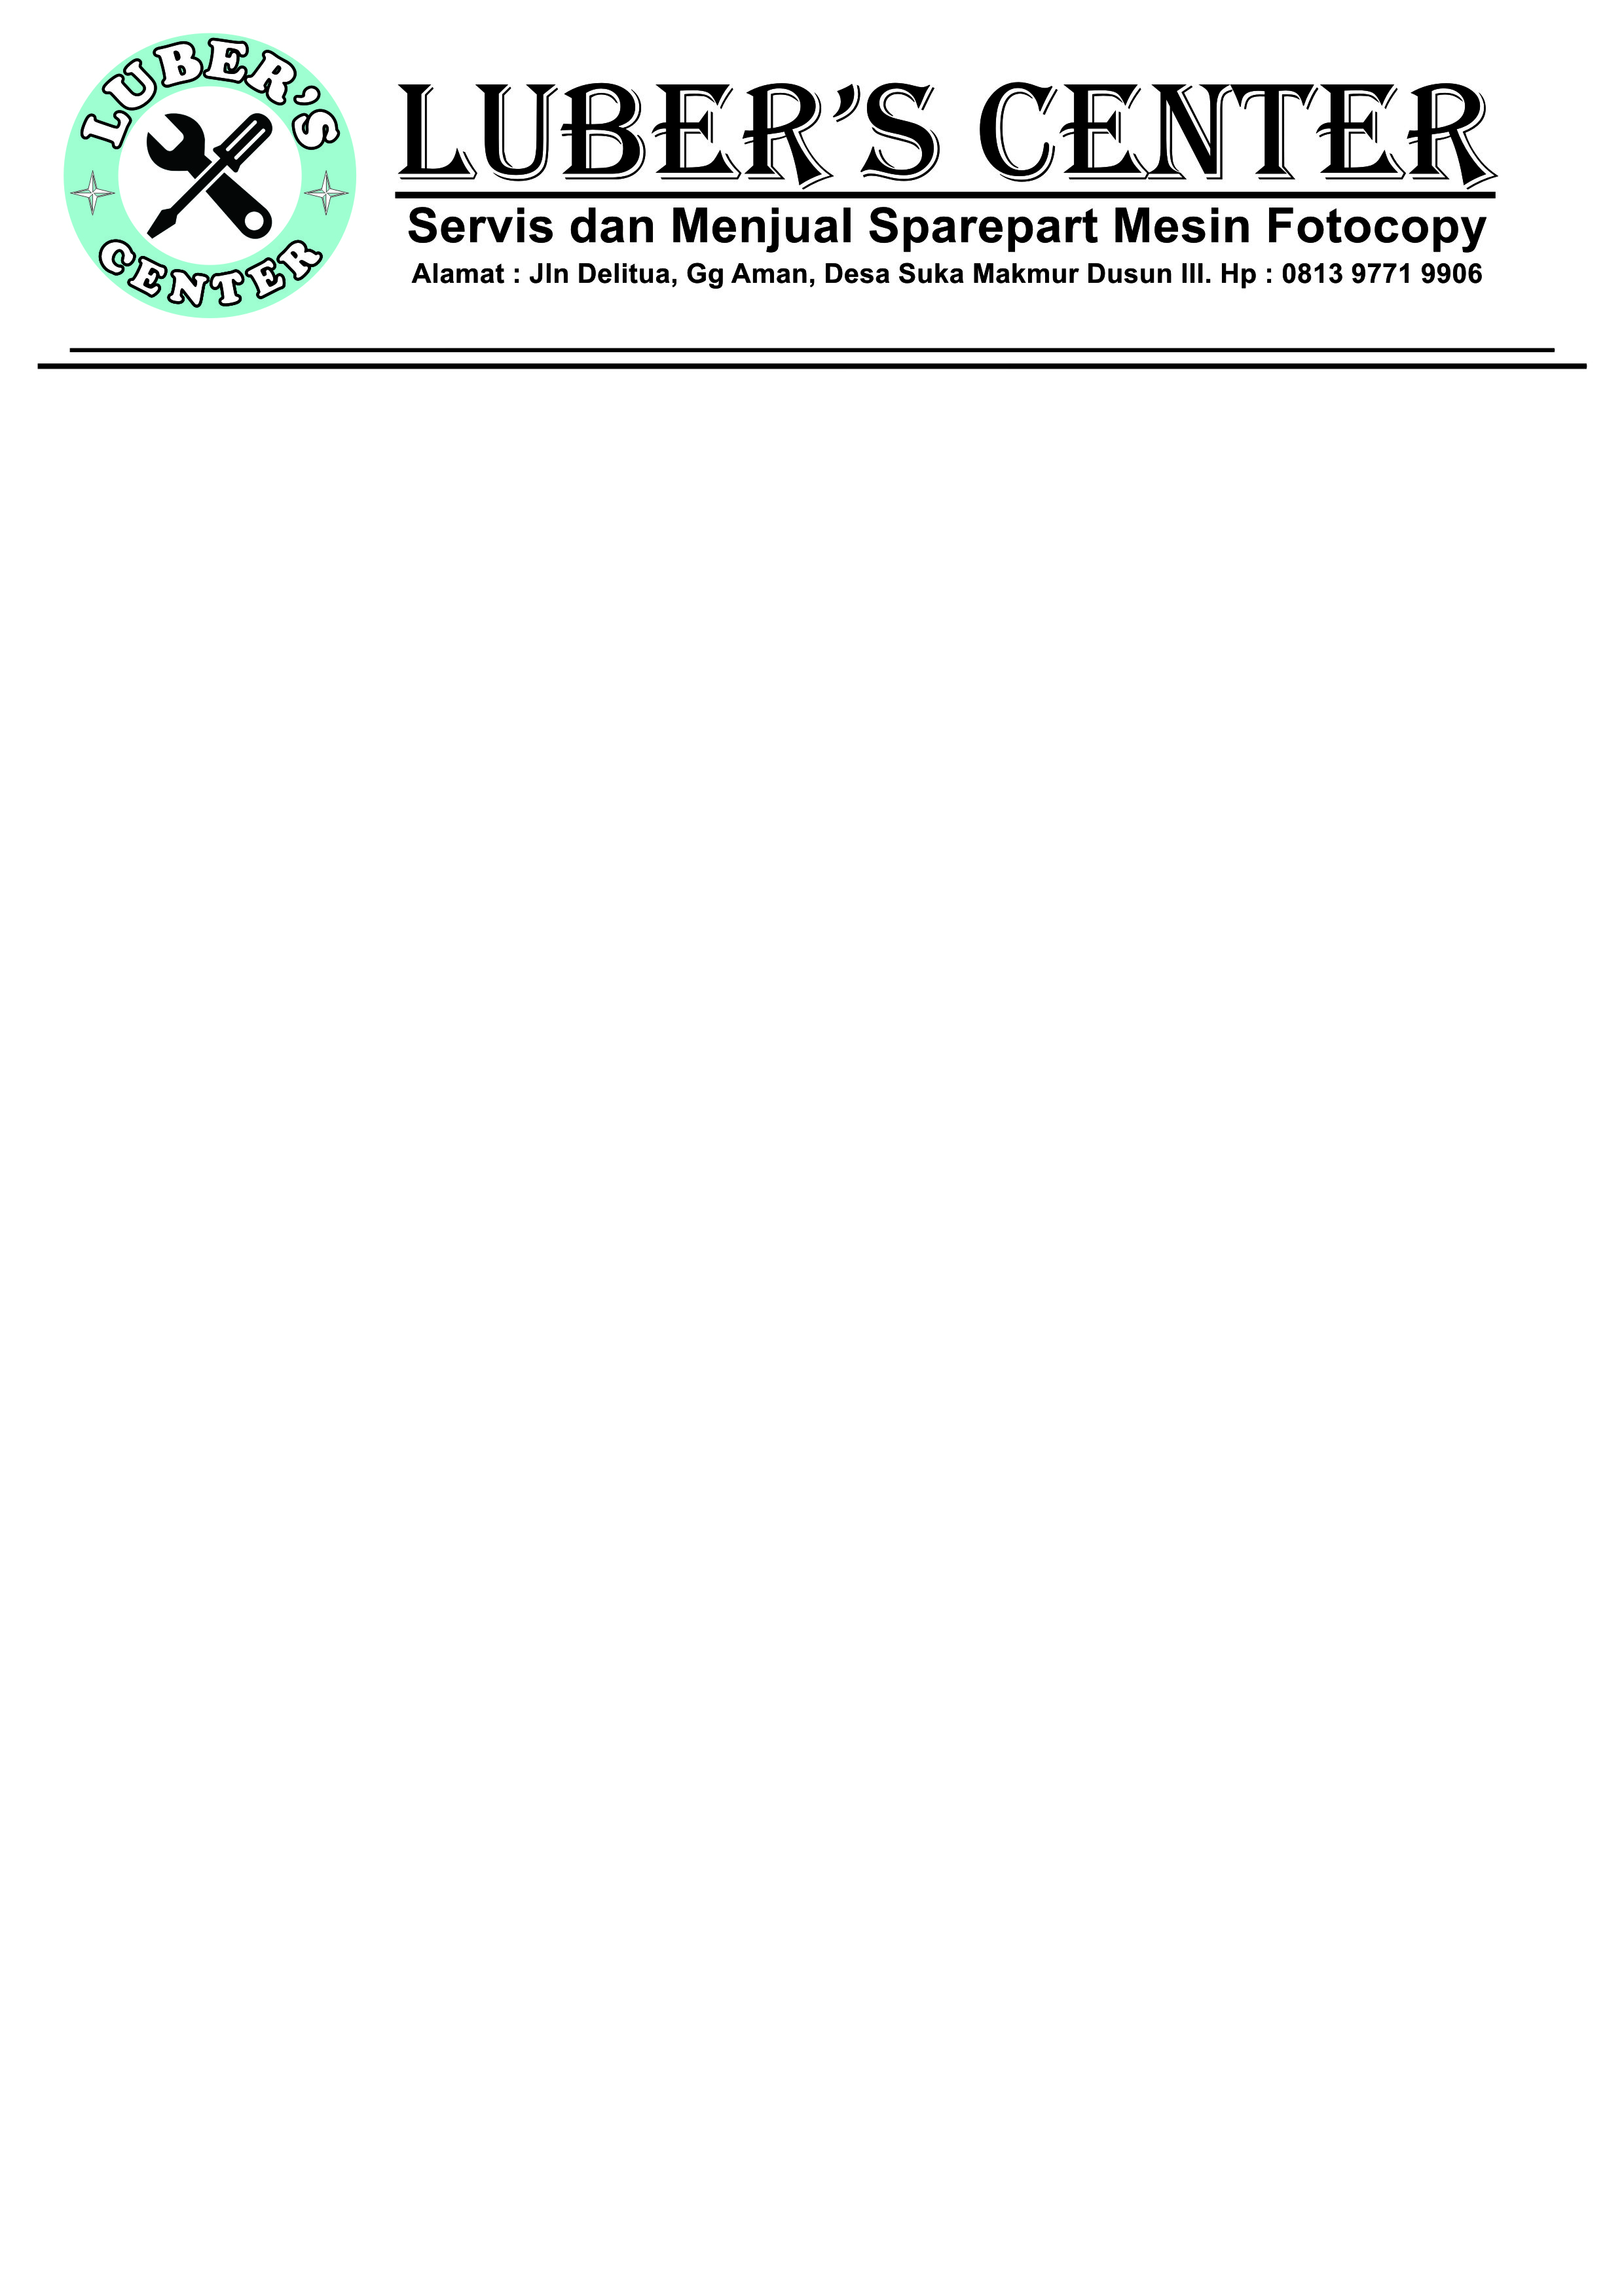 LUBER'S
CENTER
LUBER’S CENTER
Servis dan Menjual Sparepart Mesin Fotocopy
Alamat : Jln Delitua, Gg Aman, Desa Suka Makmur Dusun III. Hp : 0813 9771 9906